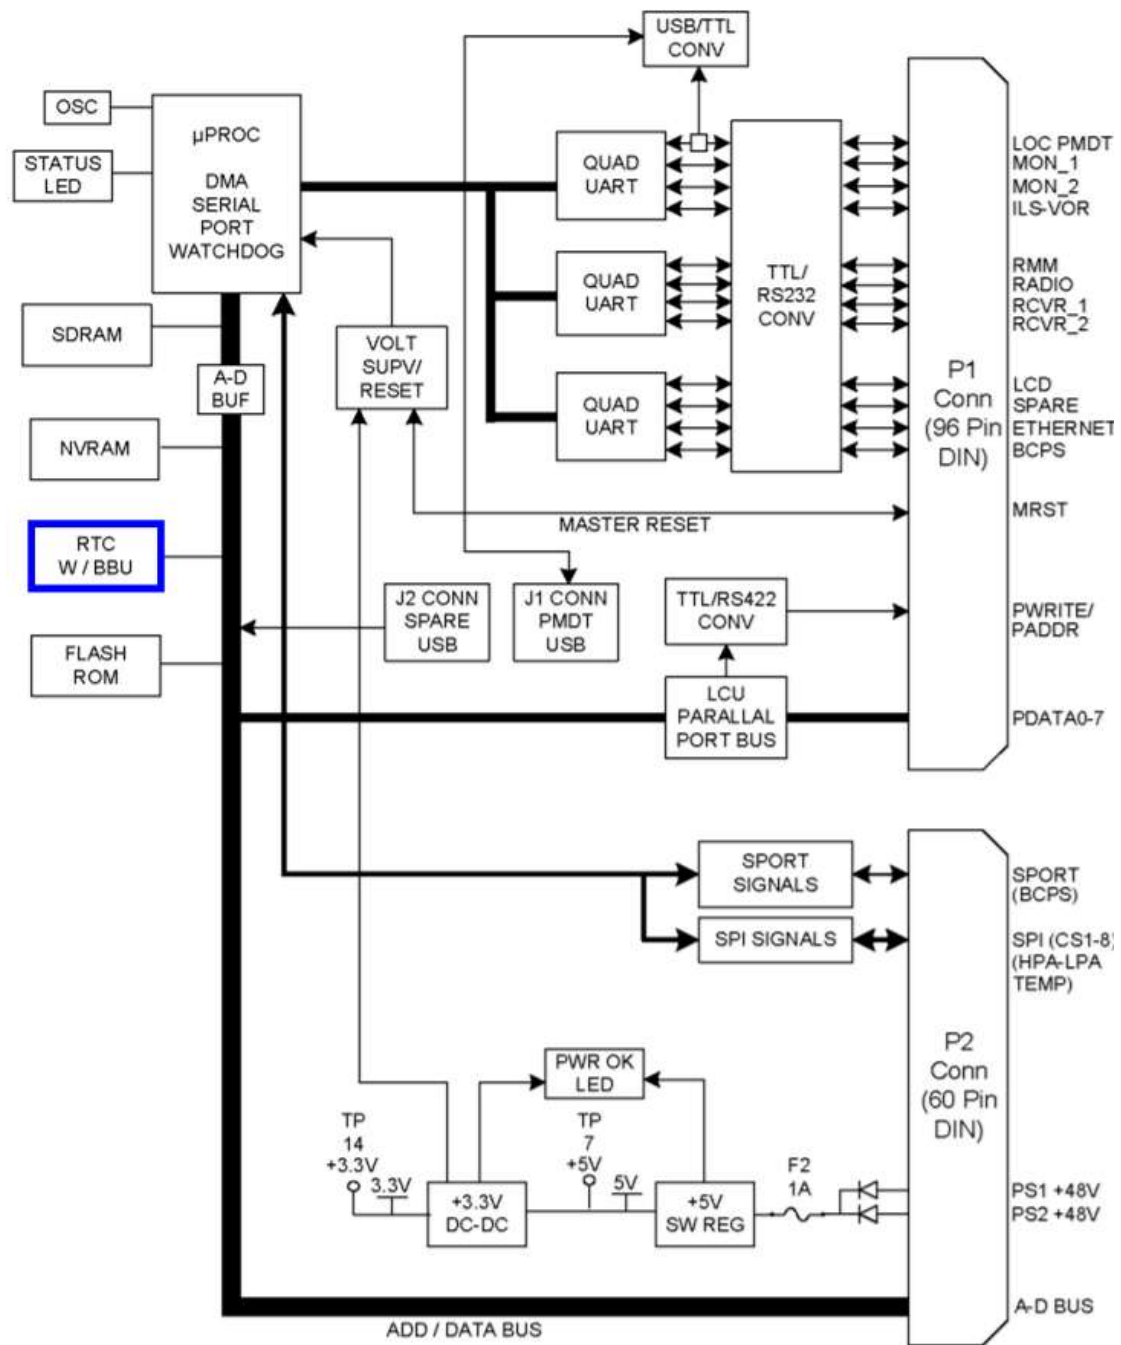 USB/TTL
CONV
OSC
STATUS
LED
µPROC
DMA
SERIAL
PORT
WATCHDOG
QUAD
UART
QUAD
UART
QUAD
UART
TTL/
RS232
CONV
P1
Conn
(96 Pin
DIN)
LOC PMDT
MON_1
MON_2
ILS-VOR
RMM
RADIO
RCVR_1
RCVR_2
LCD
SPARE
ETHERNET
BCPS
MRST
PWRITE/
PADDR
PDATA0-7
SDRAM
A-D
BUF
VOLT
SUPV/
RESET
NVRAM
RTC
W / BBU
FLASH
ROM
MASTER RESET
J2 CONN
SPARE
USB
J1 CONN
PMDT
USB
TTL/RS422
CONV
LCU
PARALLAL
PORT BUS
SPORT
SIGNALS
SPI SIGNALS
P2
Conn
(60 Pin
DIN)
SPORT
(BCPS)
SPI (CS1-8)
(HPA-LPA
TEMP)
PWR OK
LED
TP
14
+3.3V
3.3V
+3.3V
DC-DC
TP
7
+5V
5V
+5V
SW REG
F2
1A
PS1 +48V
PS2 +48V
A-D BUS
ADD / DATA BUS